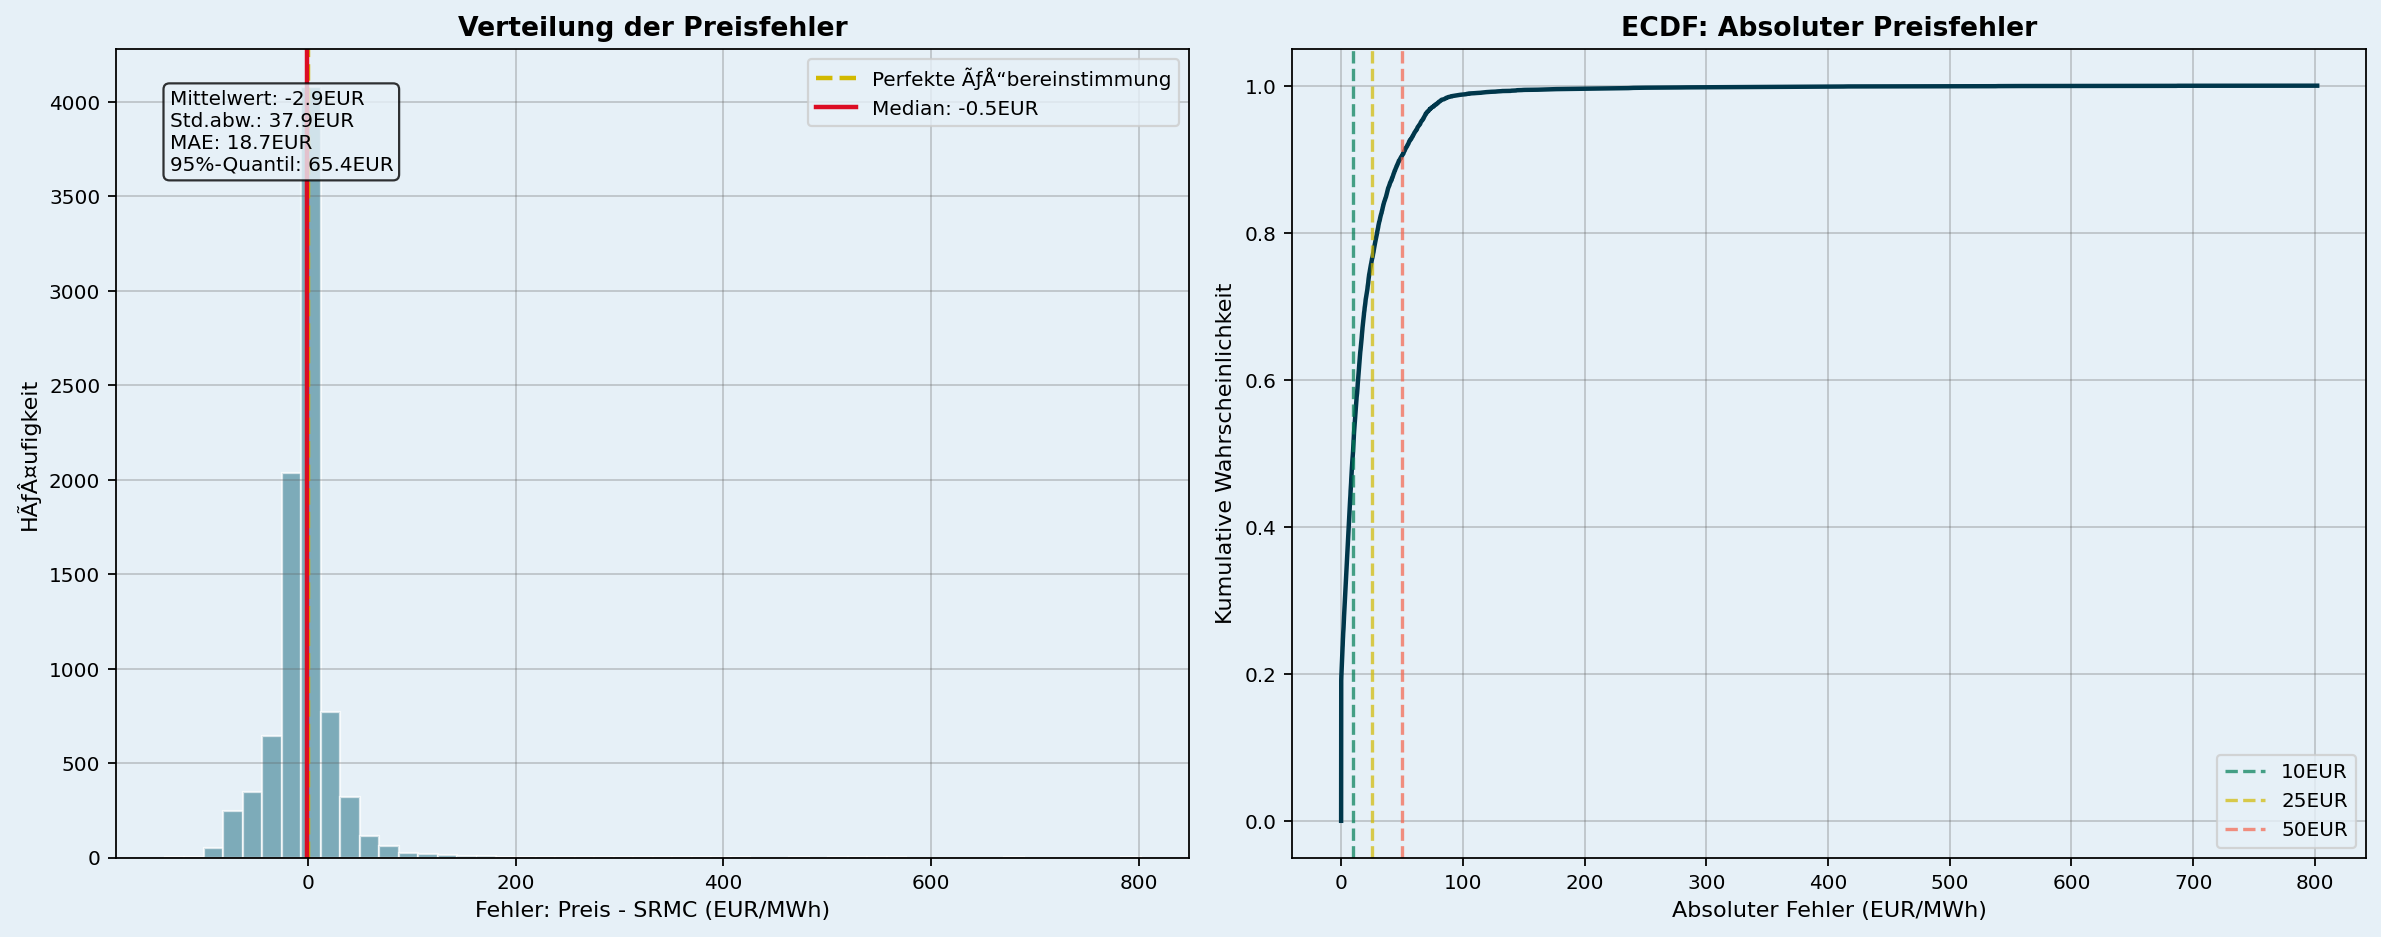 Verteilung der Preisfehler
Mittelwert: -2.9EUR
Std.abw.: 37.9EUR
MAE: 18.7EUR
95%-Quantil: 65.4EUR
Perfekte ÃƒÅ“bereinstimmung
Median: -0.5EUR
HÃƒÂ¤ufigkeit
4000
3500
3000
2500
2000
1500
1000
500
0
0 200 400 600 800
Fehler: Preis - SRMC (EUR/MWh)
ECDF: Absoluter Preisfehler
Kumulative Wahrscheinlichkeit
1.0
0.8
0.6
0.4
0.2
0.0
10EUR
25EUR
50EUR
0 100 200 300 400 500 600 700 800
Absoluter Fehler (EUR/MWh)